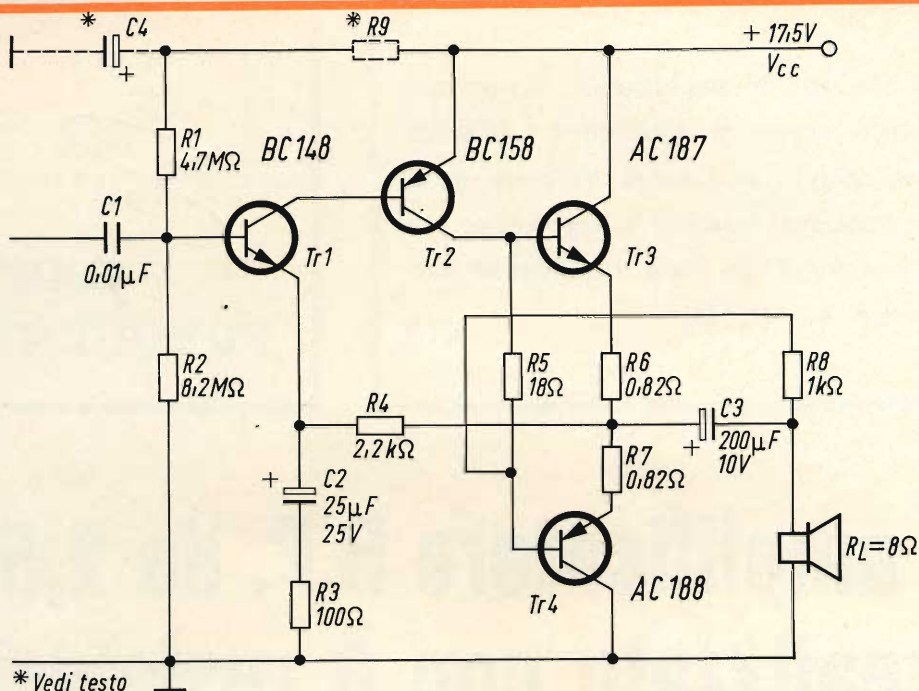 *
C4
+
*
R9
+ 17,5V
Vcc
R1
4,7MΩ
BC148
BC158
AC187
C1
0,01μF
Tr1
Tr2
Tr3
R2
8,2MΩ
R5
18Ω
R6
0,82Ω
R8
1kΩ
R4
2,2kΩ
+
C3
200μF
10V
+
C2
25μF
25V
R7
0,82Ω
RL=8Ω
R3
100Ω
Tr4
AC188
* Vedi testo